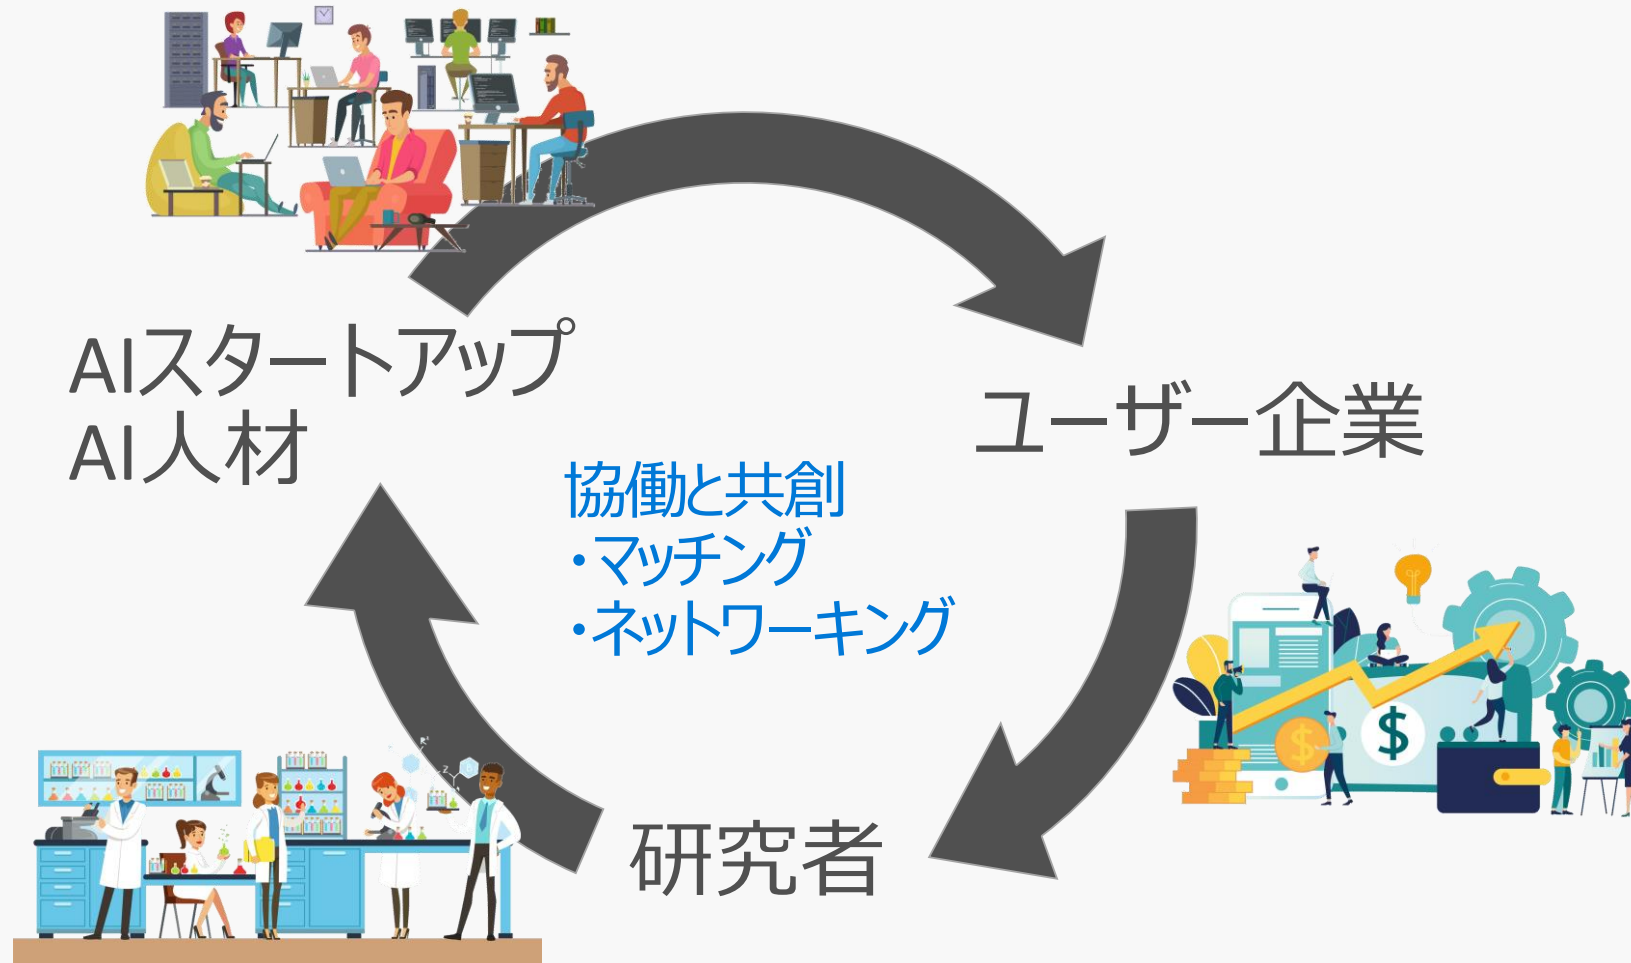 AIスタートアップ
AI人材
ユーザー企業
協働と共創
・マッチング
・ネットワーキング
研究者
$
$